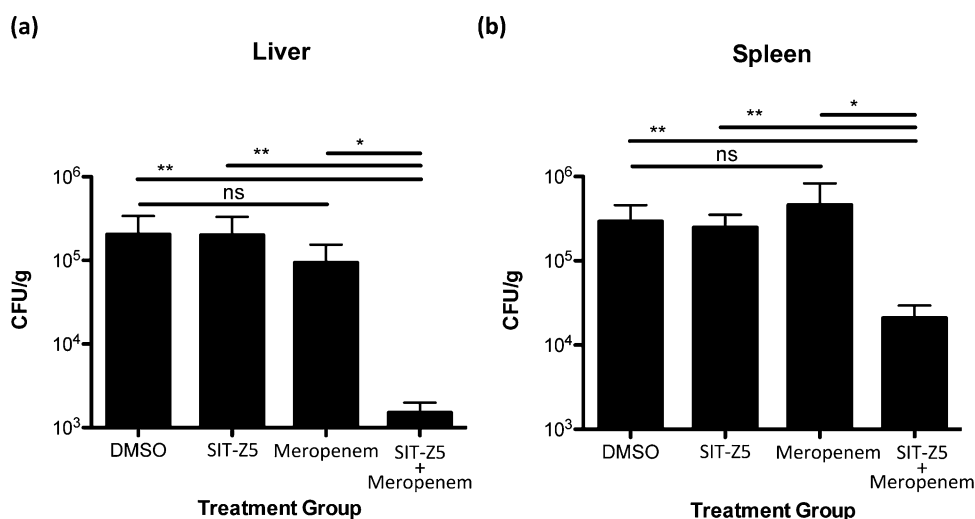 (a)
Liver
*
**
**
ns
10⁶
10⁵
10⁴
10³
CFU/g
DMSO
SIT-Z5
Meropenem
SIT-Z5
+
Meropenem
Treatment Group
(b)
Spleen
*
**
**
ns
10⁶
10⁵
10⁴
10³
CFU/g
DMSO
SIT-Z5
Meropenem
SIT-Z5
+
Meropenem
Treatment Group